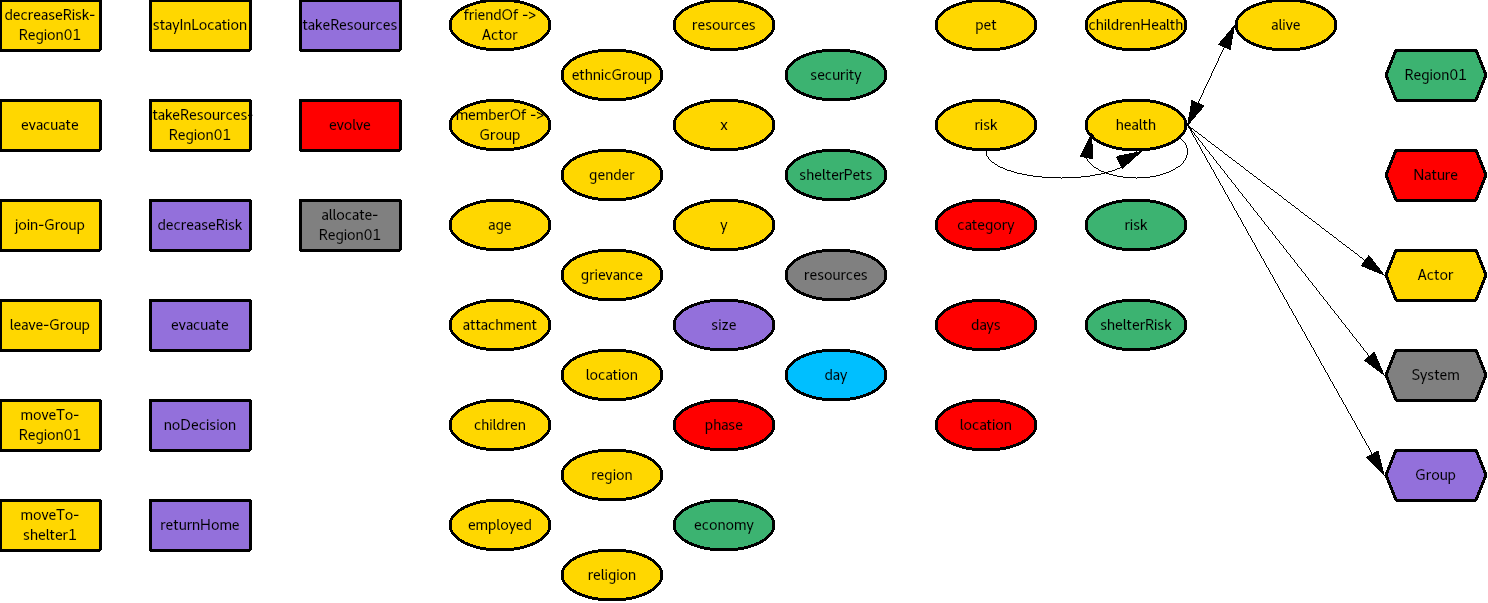 decreaseRisk-
Region01
stayInLocation
takeResources
evacuate
takeResources-
Region01
evolve
join-Group
decreaseRisk
allocate-
Region01
leave-Group
evacuate
moveTo-
Region01
noDecision
moveTo-
shelter1
returnHome
friendOf ->
Actor
resources
ethnicGroup
security
memberOf ->
Group
x
gender
shelterPets
age
y
grievance
resources
attachment
size
location
day
children
phase
region
employed
economy
religion
pet
childrenHealth
alive
risk
health
category
risk
days
shelterRisk
location
Region01
Nature
Actor
System
Group